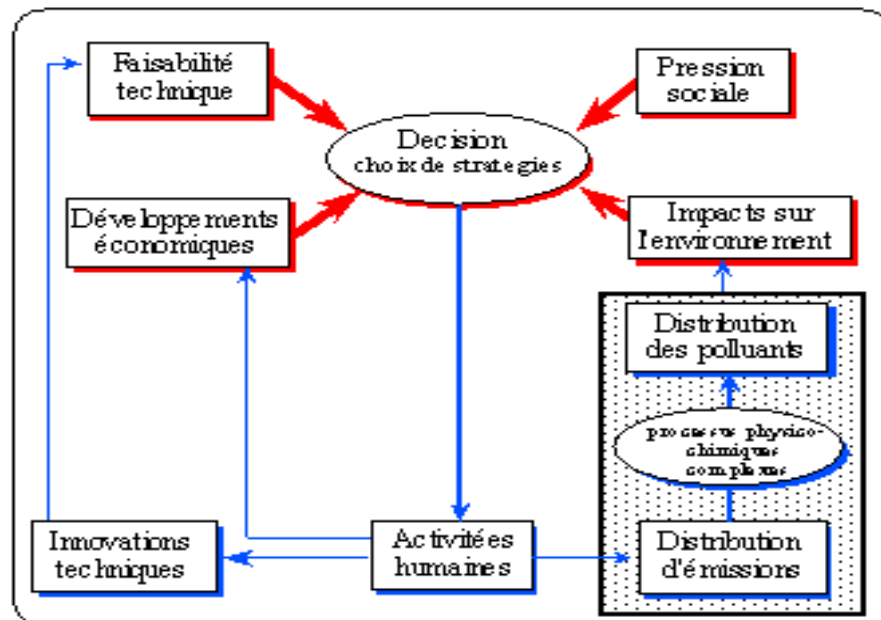 Faisabilité
technique
Pression
sociale
Decision
choix de strategies
Développements
économiques
Impacts sur
l'environnement
Distribution
des polluants
processus physico-
chimiques
complexes
Innovations
techniques
Activitées
humaines
Distribution
d'émissions